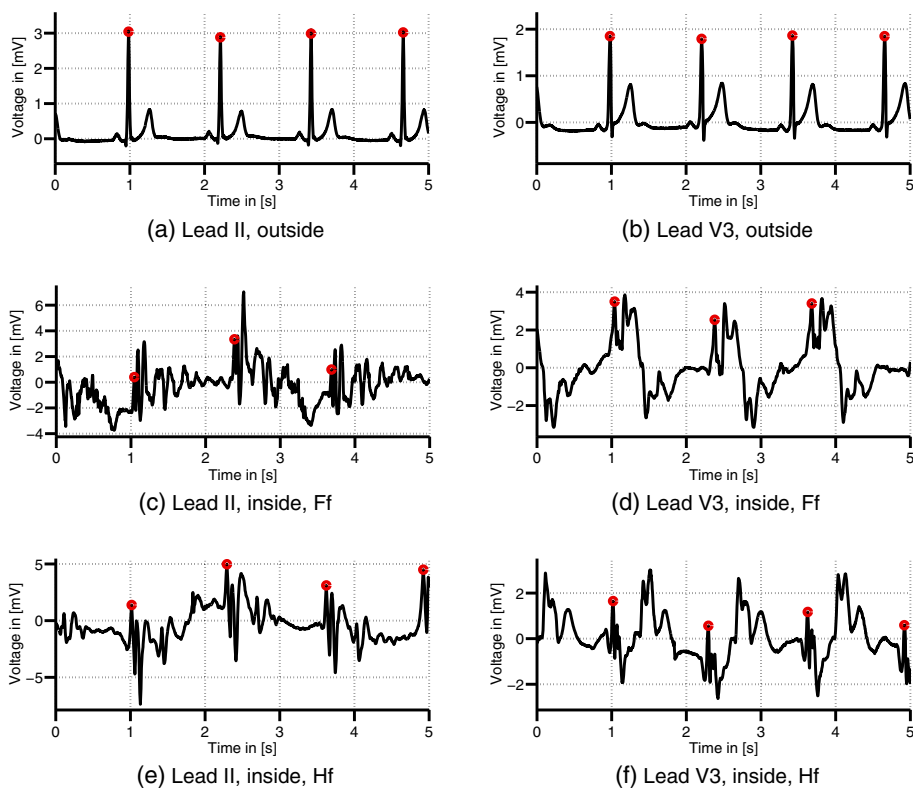 Voltage in [mV]
3
2
1
0
0 1 2 3 4 5
Time in [s]
(a) Lead II, outside
Voltage in [mV]
2
1
0
0 1 2 3 4 5
Time in [s]
(b) Lead V3, outside
Voltage in [mV]
6
4
2
0
−2
−4
0 1 2 3 4 5
Time in [s]
(c) Lead II, inside, Ff
Voltage in [mV]
4
2
0
−2
0 1 2 3 4 5
Time in [s]
(d) Lead V3, inside, Ff
Voltage in [mV]
5
0
−5
0 1 2 3 4 5
Time in [s]
(e) Lead II, inside, Hf
Voltage in [mV]
2
0
−2
0 1 2 3 4 5
Time in [s]
(f) Lead V3, inside, Hf